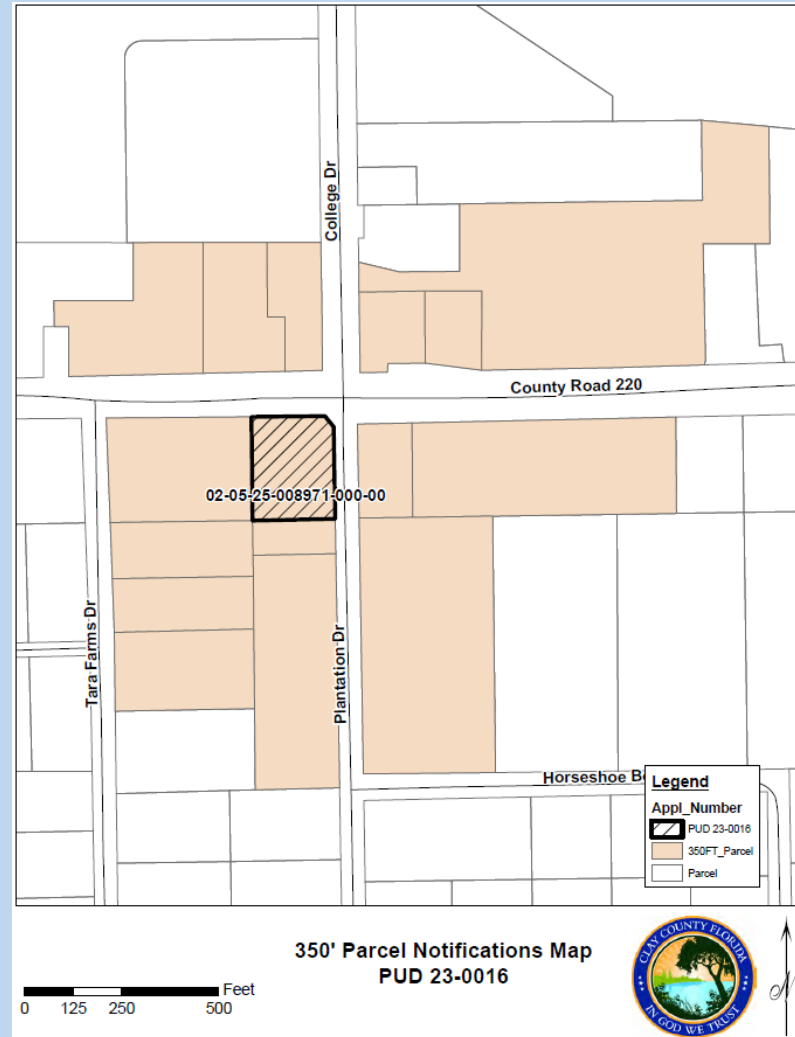 College Dr
County Road 220
02-05-25-008971-000-00
Tara Farms Dr
Plantation Dr
Horseshoe
Legend
Appl_Number
PUD 23-0016
350FT_Parcel
Parcel
350' Parcel Notifications Map
PUD 23-0016
Feet
0 125 250 500
CLAY COUNTY FLORIDA
IN GOD WE TRUST
N